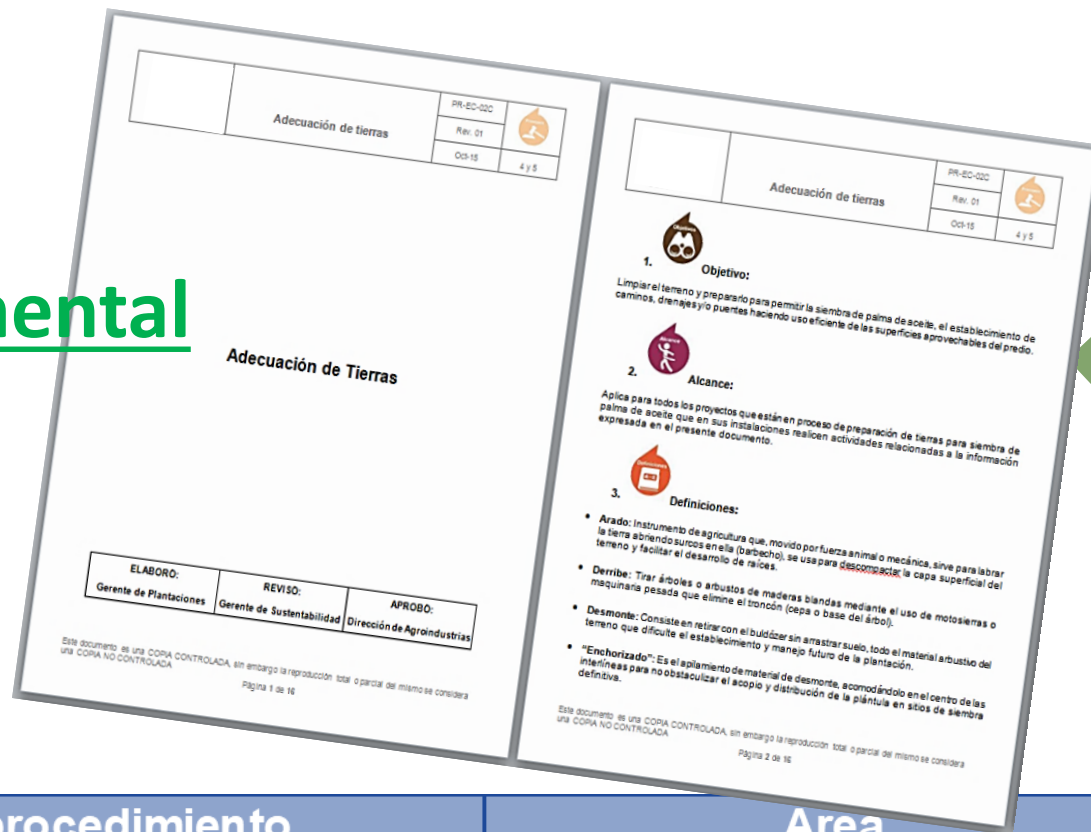 Adecuación de tierras
PR-EC-02C
Rev. 01
Oct-15
4 y 5
mental
Adecuación de Tierras
ELABORO:
Gerente de Plantaciones
REVISO:
Gerente de Sustentabilidad
APROBO:
Dirección de Agroindustrias
Este documento es una COPIA CONTROLADA, sin embargo la reproducción total o parcial del mismo se considera
una COPIA NO CONTROLADA
Página 1 de 16
Adecuación de tierras
PR-EC-02C
Rev. 01
Oct-15
4 y 5
1. Objetivo:
Limpiar el terreno y prepararlo para permitir la siembra de palma de aceite, el establecimiento de
caminos, drenajes y/o puentes haciendo uso eficiente de las superficies aprovechables del predio.
Alcance
2. Alcance:
Aplica para todos los proyectos que están en proceso de preparación de tierras para siembra de
palma de aceite que en sus instalaciones realicen actividades relacionadas a la información
expresada en el presente documento.
Definiciones
3. Definiciones:
• Arado: Instrumento de agricultura que, movido por fuerza animal o mecánica, sirve para labrar
la tierra abriendo surcos en ella (barbecho), se usa para descompactar la capa superficial del
terreno y facilitar el desarrollo de raíces.
• Derribe: Tirar árboles o arbustos de maderas blandas mediante el uso de motosierras o
maquinaria pesada que elimine el troncón (cepa o base del árbol).
• Desmonte: Consiste en retirar con el buldózer sin arrastrar suelo, todo el material arbustivo del
terreno que dificulte el establecimiento y manejo futuro de la plantación.
• "Enchorizado": Es el apilamiento de material de desmonte, acomodándolo en el centro de las
interlíneas para no obstaculizar el acopio y distribución de la plántula en sitios de siembra
definitiva.
Este documento es una COPIA CONTROLADA, sin embargo la reproducción total o parcial del mismo se considera
una COPIA NO CONTROLADA
Página 2 de 16
procedimiento
Area